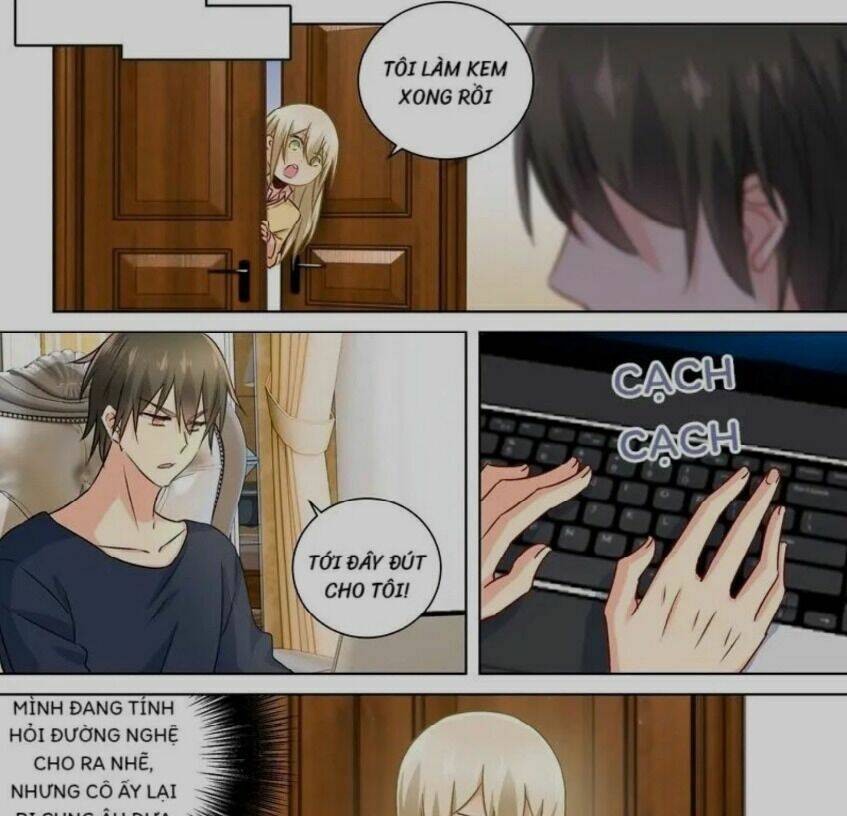 TÔI LÀM KEM
XONG RỒI
CẠCH
CẠCH
TỚI ĐÂY ĐÚT
CHO TÔI!
MÌNH ĐANG TÍNH
HỎI ĐƯỜNG NGHỆ
CHO RA NHẼ,
NHƯNG CÔ ẤY LẠI